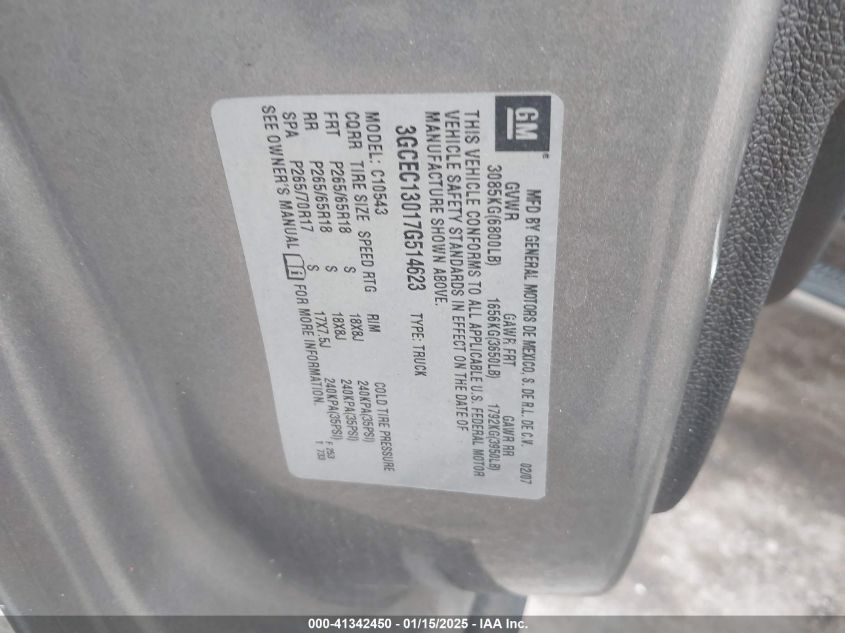 GM
MFD BY GENERAL MOTORS DE MEXICO, S. DE R.L. DE C.V. 02/07
GVWR GAWR FRT GAWR RR
3085KG(6800LB) 1656KG(3650LB) 1792KG(3950LB)
THIS VEHICLE CONFORMS TO ALL APPLICABLE U.S. FEDERAL MOTOR
VEHICLE SAFETY STANDARDS IN EFFECT ON THE DATE OF
MANUFACTURE SHOWN ABOVE.
3GCEC13017G514623 TYPE: TRUCK
MODEL: C10543
CQRR TIRE SIZE SPEED RTG RIM COLD TIRE PRESSURE
FRT P265/65R18 S 18X8J 240KPA(35PSI)
RR P265/65R18 S 18X8J 240KPA(35PSI)
SPA P265/70R17 S 17X7.5J 240KPA(35PSI)
SEE OWNER'S MANUAL i FOR MORE INFORMATION.
F 153
1 733
000-41342450 — 01/15/2025 — IAA Inc.